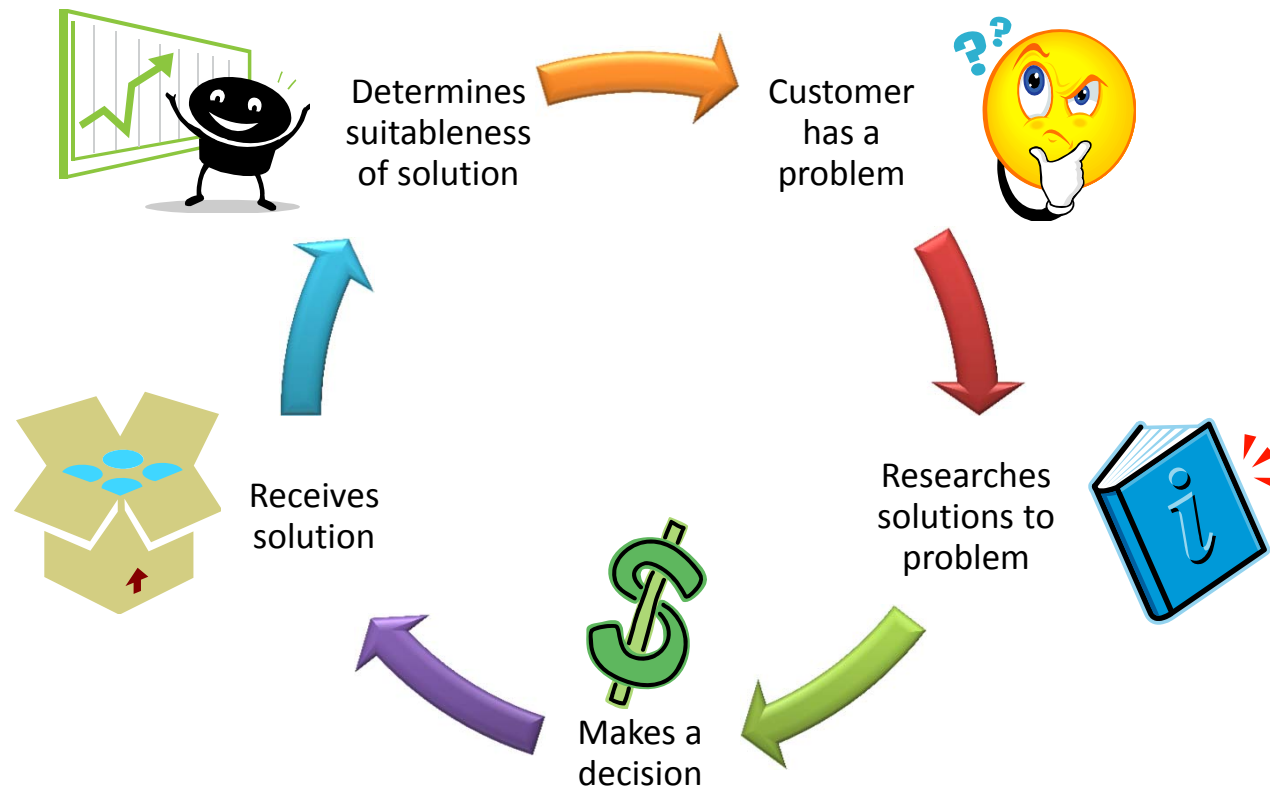 Determines
suitableness
of solution
Customer
has a
problem
??
Researches
solutions to
problem
i
Makes a
decision
$
Receives
solution